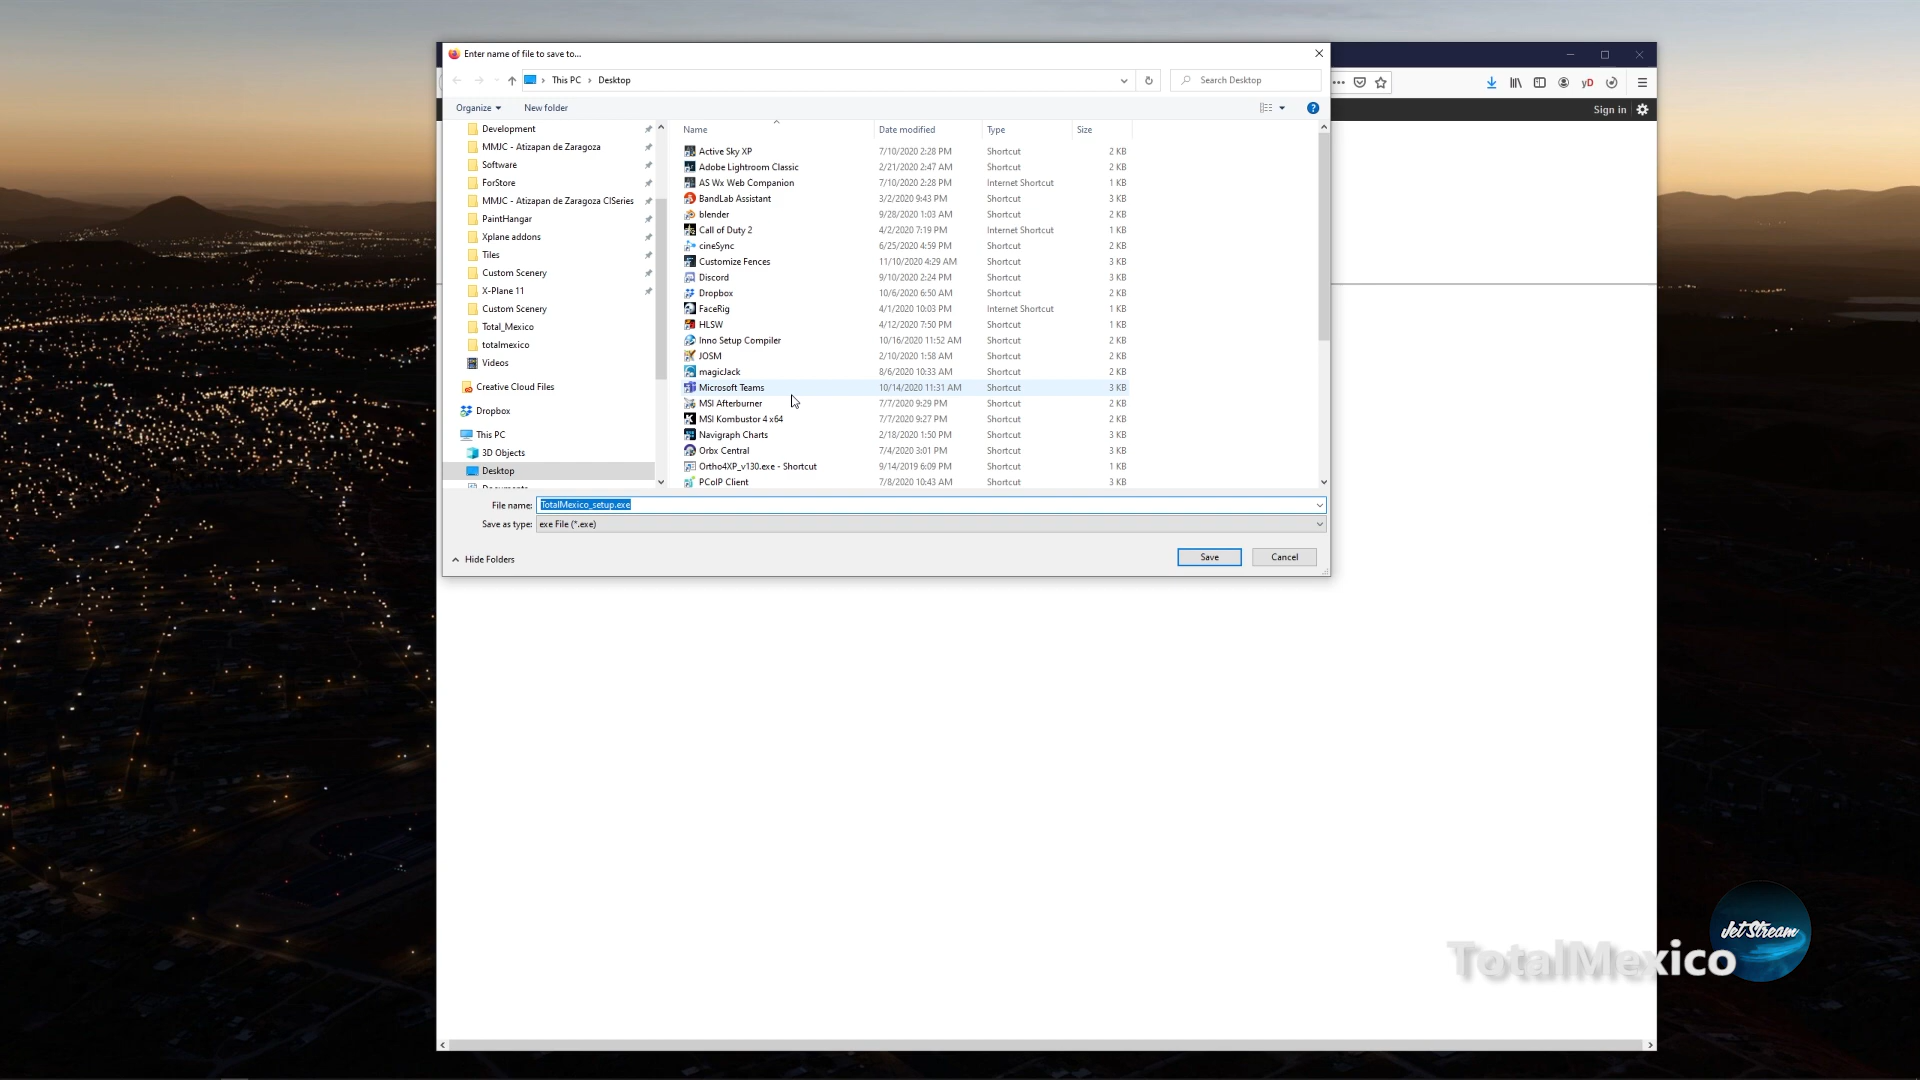 Enter name of file to save to...
This PC › Desktop
Search Desktop
Organize
New folder
Sign in
Development
MMJC - Atizapan de Zaragoza
Software
ForStore
MMJC - Atizapan de Zaragoza CISeries
PaintHangar
Xplane addons
Tiles
Custom Scenery
X-Plane 11
Custom Scenery
Total_Mexico
totalmexico
Videos
Creative Cloud Files
Dropbox
This PC
3D Objects
Desktop
Name Date modified Type Size
Active Sky XP 7/10/2020 2:28 PM Shortcut 2 KB
Adobe Lightroom Classic 2/21/2020 2:47 AM Shortcut 2 KB
AS Wx Web Companion 7/10/2020 2:28 PM Internet Shortcut 1 KB
BandLab Assistant 3/2/2020 9:43 PM Shortcut 3 KB
blender 9/28/2020 1:03 AM Shortcut 2 KB
Call of Duty 2 4/2/2020 7:19 PM Internet Shortcut 1 KB
cineSync 6/25/2020 4:59 PM Shortcut 2 KB
Customize Fences 11/10/2020 4:29 AM Shortcut 3 KB
Discord 9/10/2020 2:24 PM Shortcut 3 KB
Dropbox 10/6/2020 6:50 AM Shortcut 2 KB
FaceRig 4/1/2020 10:03 PM Internet Shortcut 1 KB
HLSW 4/12/2020 7:50 PM Shortcut 1 KB
Inno Setup Compiler 10/16/2020 11:52 AM Shortcut 2 KB
JOSM 2/10/2020 1:58 AM Shortcut 2 KB
magicJack 8/6/2020 10:33 AM Shortcut 2 KB
Microsoft Teams 10/14/2020 11:31 AM Shortcut 3 KB
MSI Afterburner 7/7/2020 9:29 PM Shortcut 2 KB
MSI Kombustor 4 x64 7/7/2020 9:27 PM Shortcut 2 KB
Navigraph Charts 2/18/2020 1:50 PM Shortcut 3 KB
Orbx Central 7/4/2020 3:01 PM Shortcut 3 KB
Ortho4XP_v130.exe - Shortcut 9/14/2019 6:09 PM Shortcut 1 KB
PCoIP Client 7/8/2020 10:43 AM Shortcut 2 KB
File name: TotalMexico_setup.exe
Save as type: exe File (*.exe)
Hide Folders
Save
Cancel
JetStream
TotalMexico